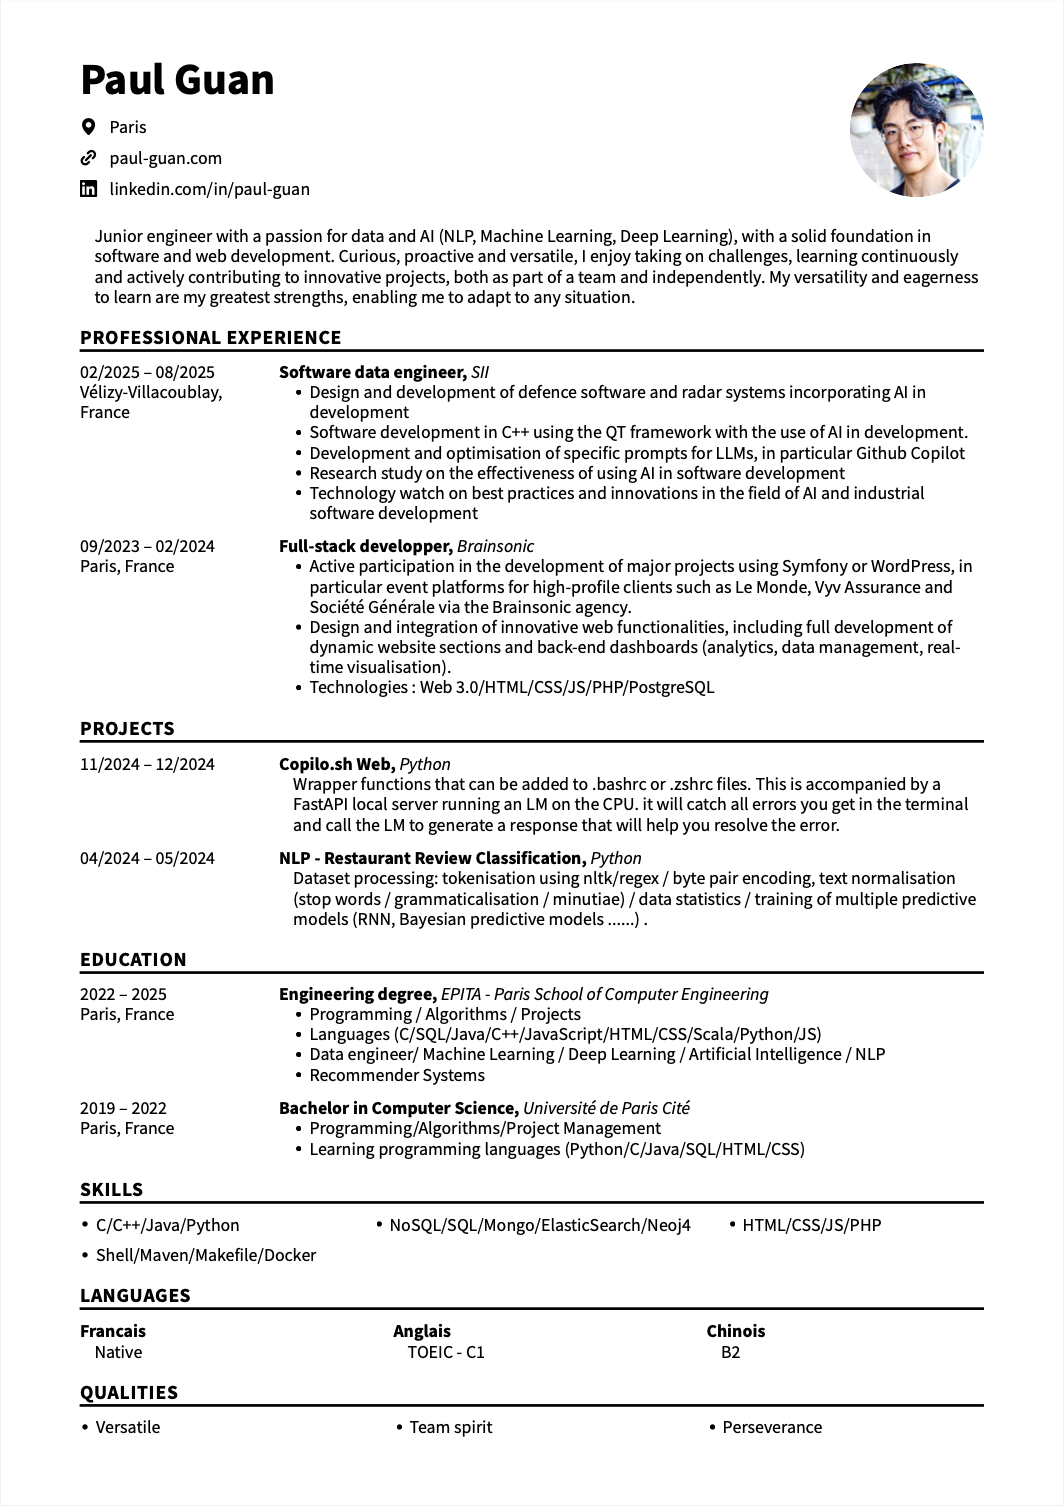 Paul Guan
Paris
paul-guan.com
linkedin.com/in/paul-guan
Junior engineer with a passion for data and AI (NLP, Machine Learning, Deep Learning), with a solid foundation in
software and web development. Curious, proactive and versatile, I enjoy taking on challenges, learning continuously
and actively contributing to innovative projects, both as part of a team and independently. My versatility and eagerness
to learn are my greatest strengths, enabling me to adapt to any situation.
PROFESSIONAL EXPERIENCE
02/2025 – 08/2025
Vélizy-Villacoublay,
France
Software data engineer, SII
• Design and development of defence software and radar systems incorporating AI in
development
• Software development in C++ using the QT framework with the use of AI in development.
• Development and optimisation of specific prompts for LLMs, in particular Github Copilot
• Research study on the effectiveness of using AI in software development
• Technology watch on best practices and innovations in the field of AI and industrial
software development
09/2023 – 02/2024
Paris, France
Full-stack developper, Brainsonic
• Active participation in the development of major projects using Symfony or WordPress, in
particular event platforms for high-profile clients such as Le Monde, Vyv Assurance and
Société Générale via the Brainsonic agency.
• Design and integration of innovative web functionalities, including full development of
dynamic website sections and back-end dashboards (analytics, data management, real-
time visualisation).
• Technologies : Web 3.0/HTML/CSS/JS/PHP/PostgreSQL
PROJECTS
11/2024 – 12/2024
Copilo.sh Web, Python
Wrapper functions that can be added to .bashrc or .zshrc files. This is accompanied by a
FastAPI local server running an LM on the CPU. it will catch all errors you get in the terminal
and call the LM to generate a response that will help you resolve the error.
04/2024 – 05/2024
NLP - Restaurant Review Classification, Python
Dataset processing: tokenisation using nltk/regex / byte pair encoding, text normalisation
(stop words / grammaticalisation / minutiae) / data statistics / training of multiple predictive
models (RNN, Bayesian predictive models ......) .
EDUCATION
2022 – 2025
Paris, France
Engineering degree, EPITA - Paris School of Computer Engineering
• Programming / Algorithms / Projects
• Languages (C/SQL/Java/C++/JavaScript/HTML/CSS/Scala/Python/JS)
• Data engineer/ Machine Learning / Deep Learning / Artificial Intelligence / NLP
• Recommender Systems
2019 – 2022
Paris, France
Bachelor in Computer Science, Université de Paris Cité
• Programming/Algorithms/Project Management
• Learning programming languages (Python/C/Java/SQL/HTML/CSS)
SKILLS
• C/C++/Java/Python
• NoSQL/SQL/Mongo/ElasticSearch/Neoj4
• HTML/CSS/JS/PHP
• Shell/Maven/Makefile/Docker
LANGUAGES
Francais
Native
Anglais
TOEIC - C1
Chinois
B2
QUALITIES
• Versatile
• Team spirit
• Perseverance